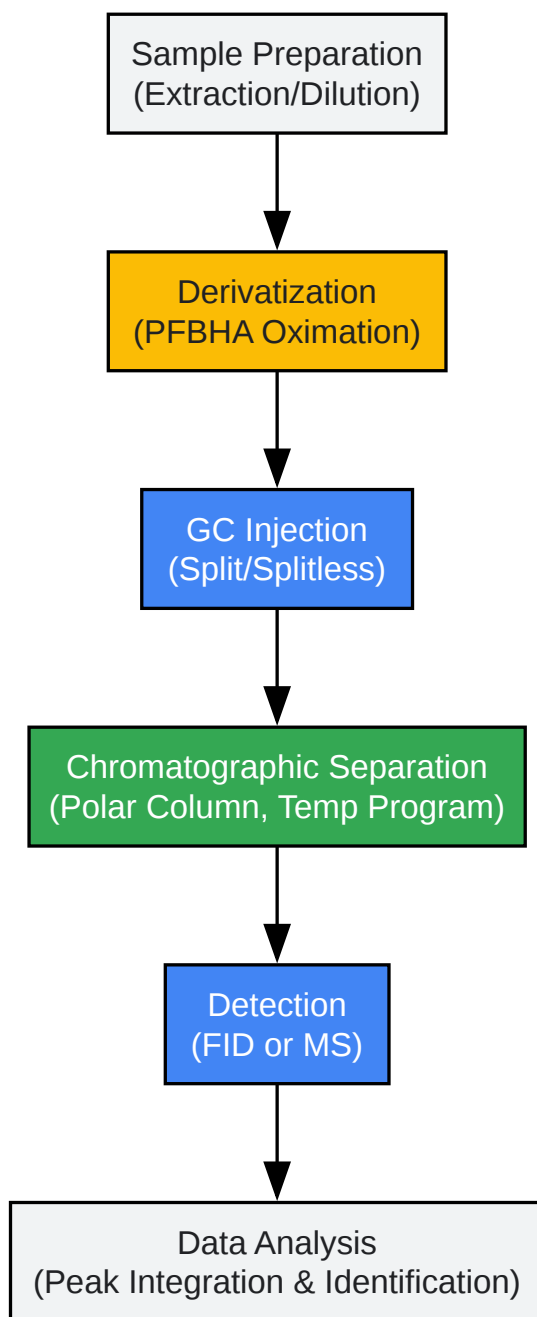 Sample Preparation
(Extraction/Dilution)
Derivatization
(PFBHA Oximation)
GC Injection
(Split/Splitless)
Chromatographic Separation
(Polar Column, Temp Program)
Detection
(FID or MS)
Data Analysis
(Peak Integration & Identification)